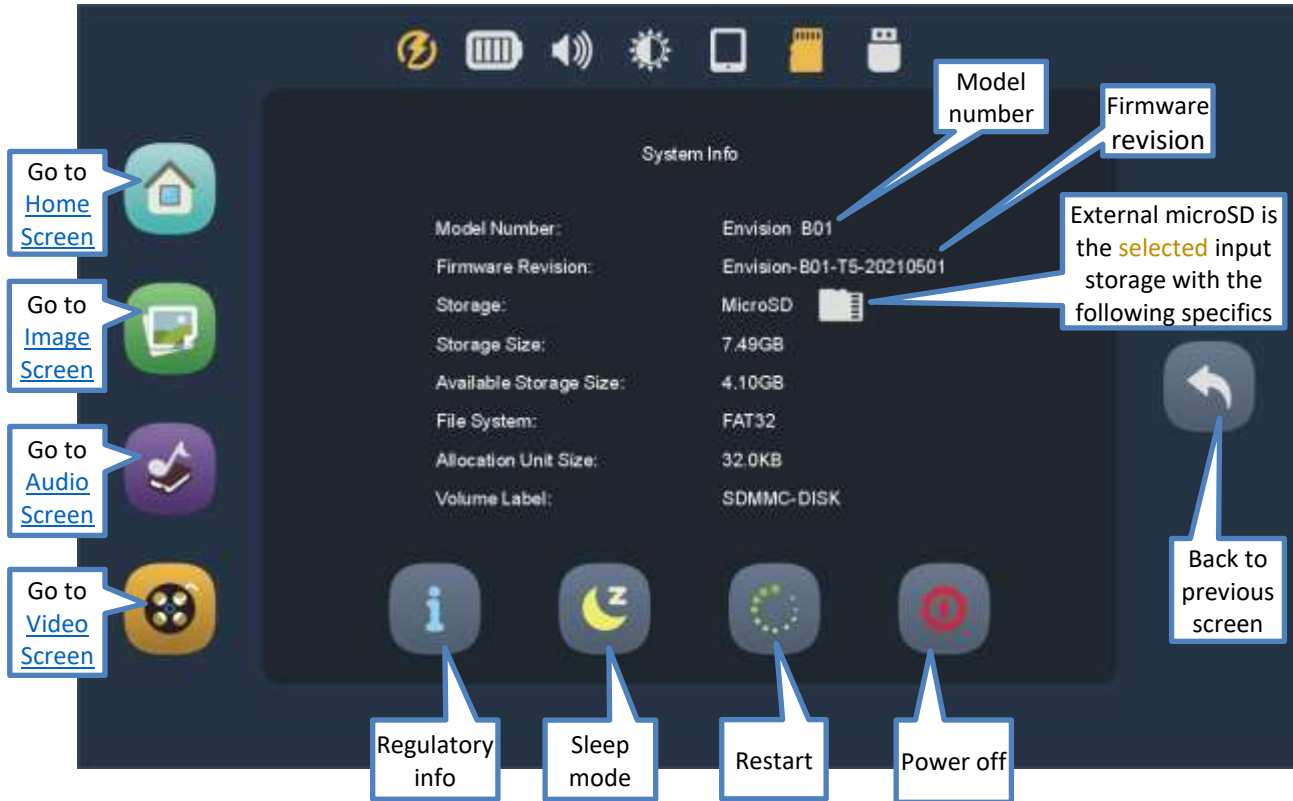 Model
number
Firmware
revision
System Info
Go to
Home
Screen
Model Number: Envision B01
External microSD is
the selected input
storage with the
following specifics
Firmware Revision: Envision-B01-T5-20210501
Storage: MicroSD
Go to
Image
Screen
Storage Size: 7.49GB
Available Storage Size: 4.10GB
File System: FAT32
Go to
Audio
Screen
Allocation Unit Size: 32.0KB
Volume Label: SDMMC-DISK
Go to
Video
Screen
Back to
previous
screen
z
Regulatory
info
Sleep
mode
Restart
Power off